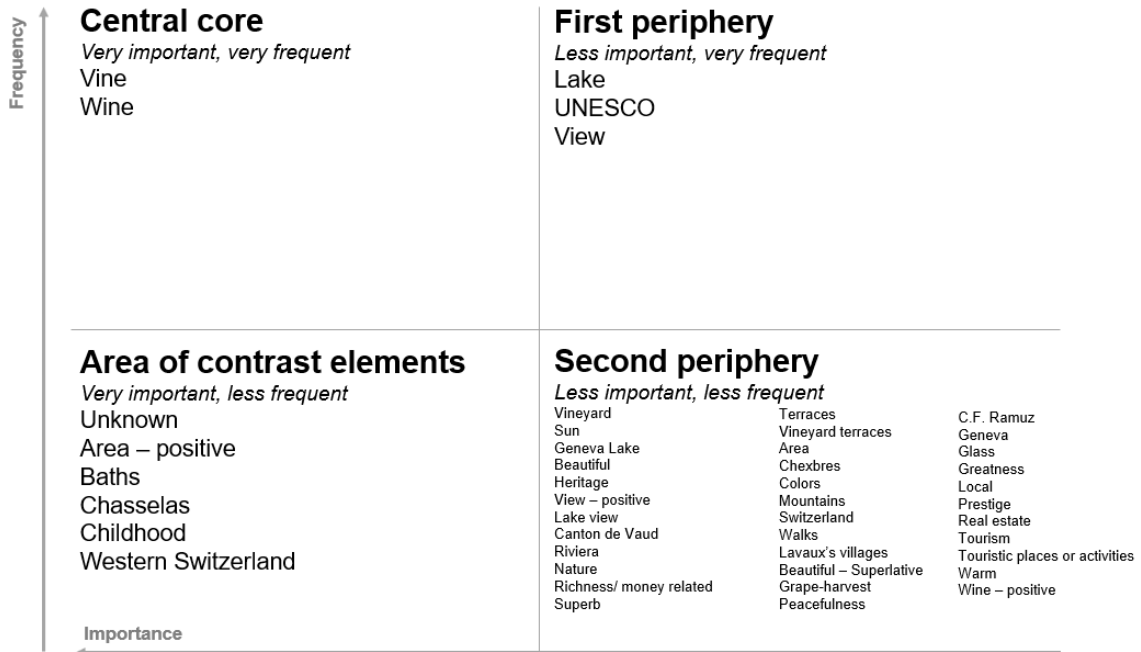 Frequency
Central core
Very important, very frequent
Vine
Wine
First periphery
Less important, very frequent
Lake
UNESCO
View
Area of contrast elements
Very important, less frequent
Unknown
Area – positive
Baths
Chasselas
Childhood
Western Switzerland
Second periphery
Less important, less frequent
Vineyard
Sun
Geneva Lake
Beautiful
Heritage
View – positive
Lake view
Canton de Vaud
Riviera
Nature
Richness/ money related
Superb
Terraces
Vineyard terraces
Area
Chexbres
Colors
Mountains
Switzerland
Walks
Lavaux's villages
Beautiful – Superlative
Grape-harvest
Peacefulness
C.F. Ramuz
Geneva
Glass
Greatness
Local
Prestige
Real estate
Tourism
Touristic places or activities
Warm
Wine – positive
Importance